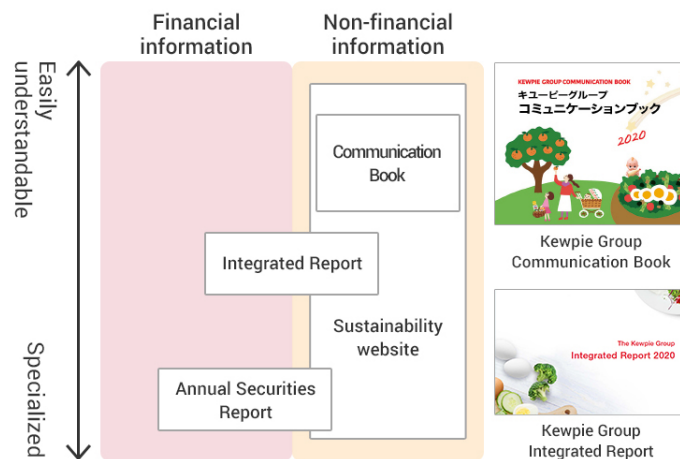 Financial
information
Non-financial
information
Easily
understandable
Specialized
Communication
Book
Integrated Report
Sustainability
website
Annual Securities
Report
KEWPIE GROUP COMMUNICATION BOOK
キユーピーグループ
コミュニケーションブック
2020
Kewpie Group
Communication Book
The Kewpie Group
Integrated Report 2020
Kewpie Group
Integrated Report